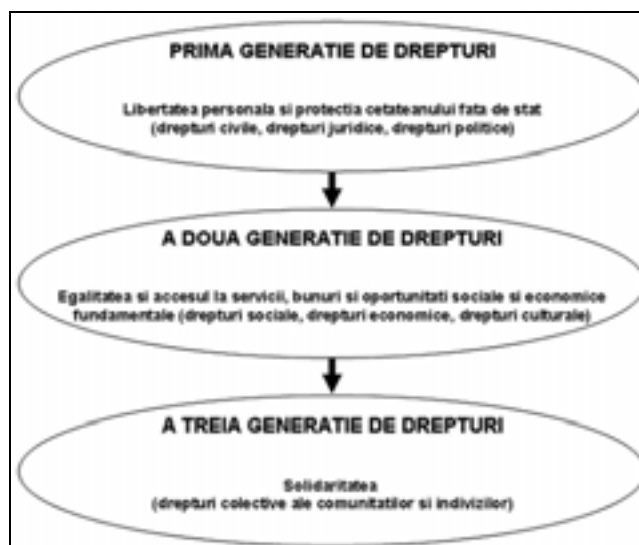 PRIMA GENERATIE DE DREPTURI
Libertatea personala si protectia cetateanului fata de stat
(drepturi civile, drepturi juridice, drepturi politice)
A DOUA GENERATIE DE DREPTURI
Egalitatea si accesul la servicii, bunuri si oportunitati sociale si economice
fundamentale (drepturi sociale, drepturi economice, drepturi culturale)
A TREIA GENERATIE DE DREPTURI
Solidaritatea
(drepturi colective ale comunitatilor si indivizilor)